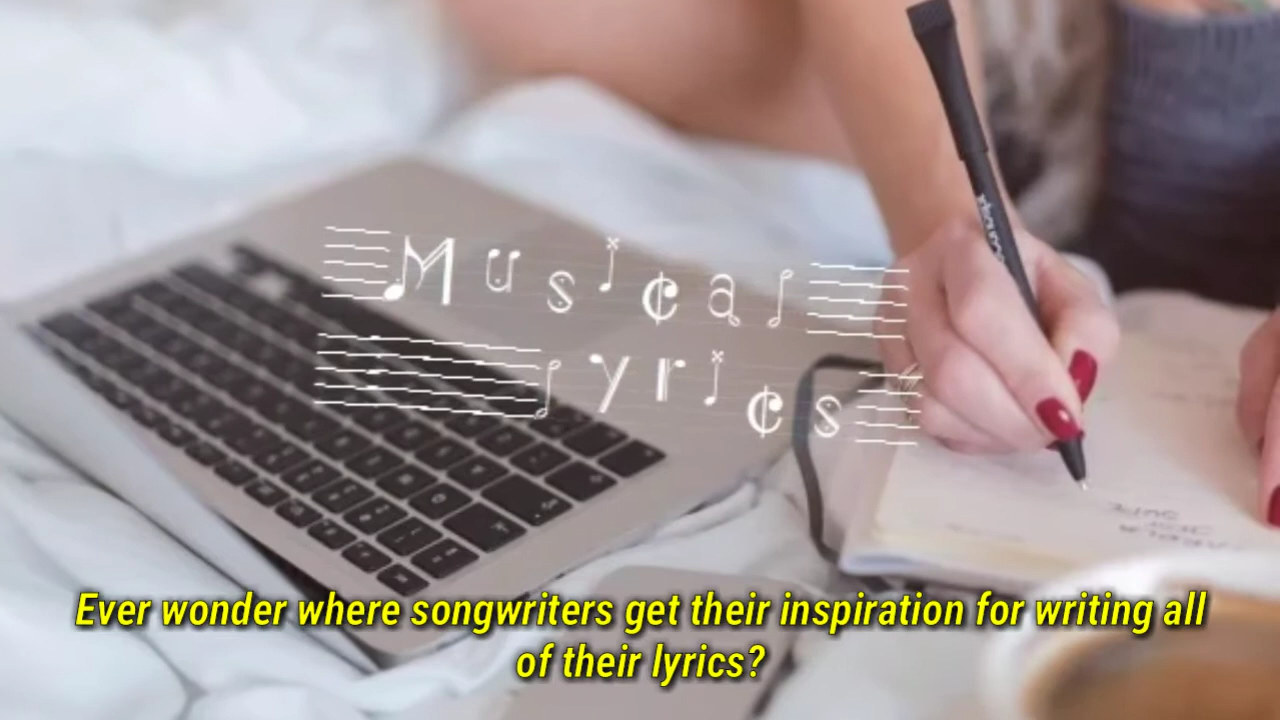 Musical
lyrics
Ever wonder where songwriters get their inspiration for writing all
of their lyrics?